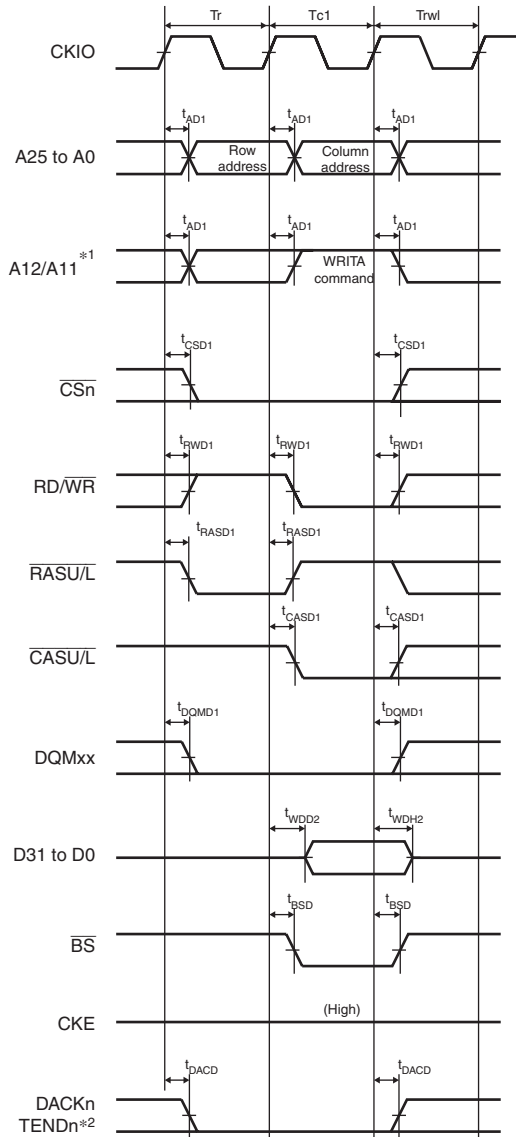 Tr Tc1 Trwl
CKIO
tAD1 tAD1 tAD1
A25 to A0
Row address
Column address
tAD1 tAD1 tAD1
A12/A11*1
WRITA command
tCSD1 tCSD1
CSn
tRWD1 tRWD1 tRWD1
RD/WR
tRASD1 tRASD1
RASU/L
tCASD1 tCASD1
CASU/L
tDQMD1 tDQMD1
DQMxx
tWDD2 tWDH2
D31 to D0
tBSD tBSD
BS
(High)
CKE
tDACD tDACD
DACKn
TENDn*2